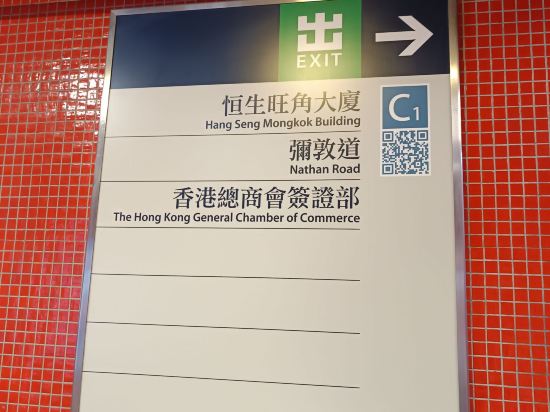 出
EXIT
恒生旺角大廈
Hang Seng Mongkok Building
C1
彌敦道
Nathan Road
香港總商會簽證部
The Hong Kong General Chamber of Commerce